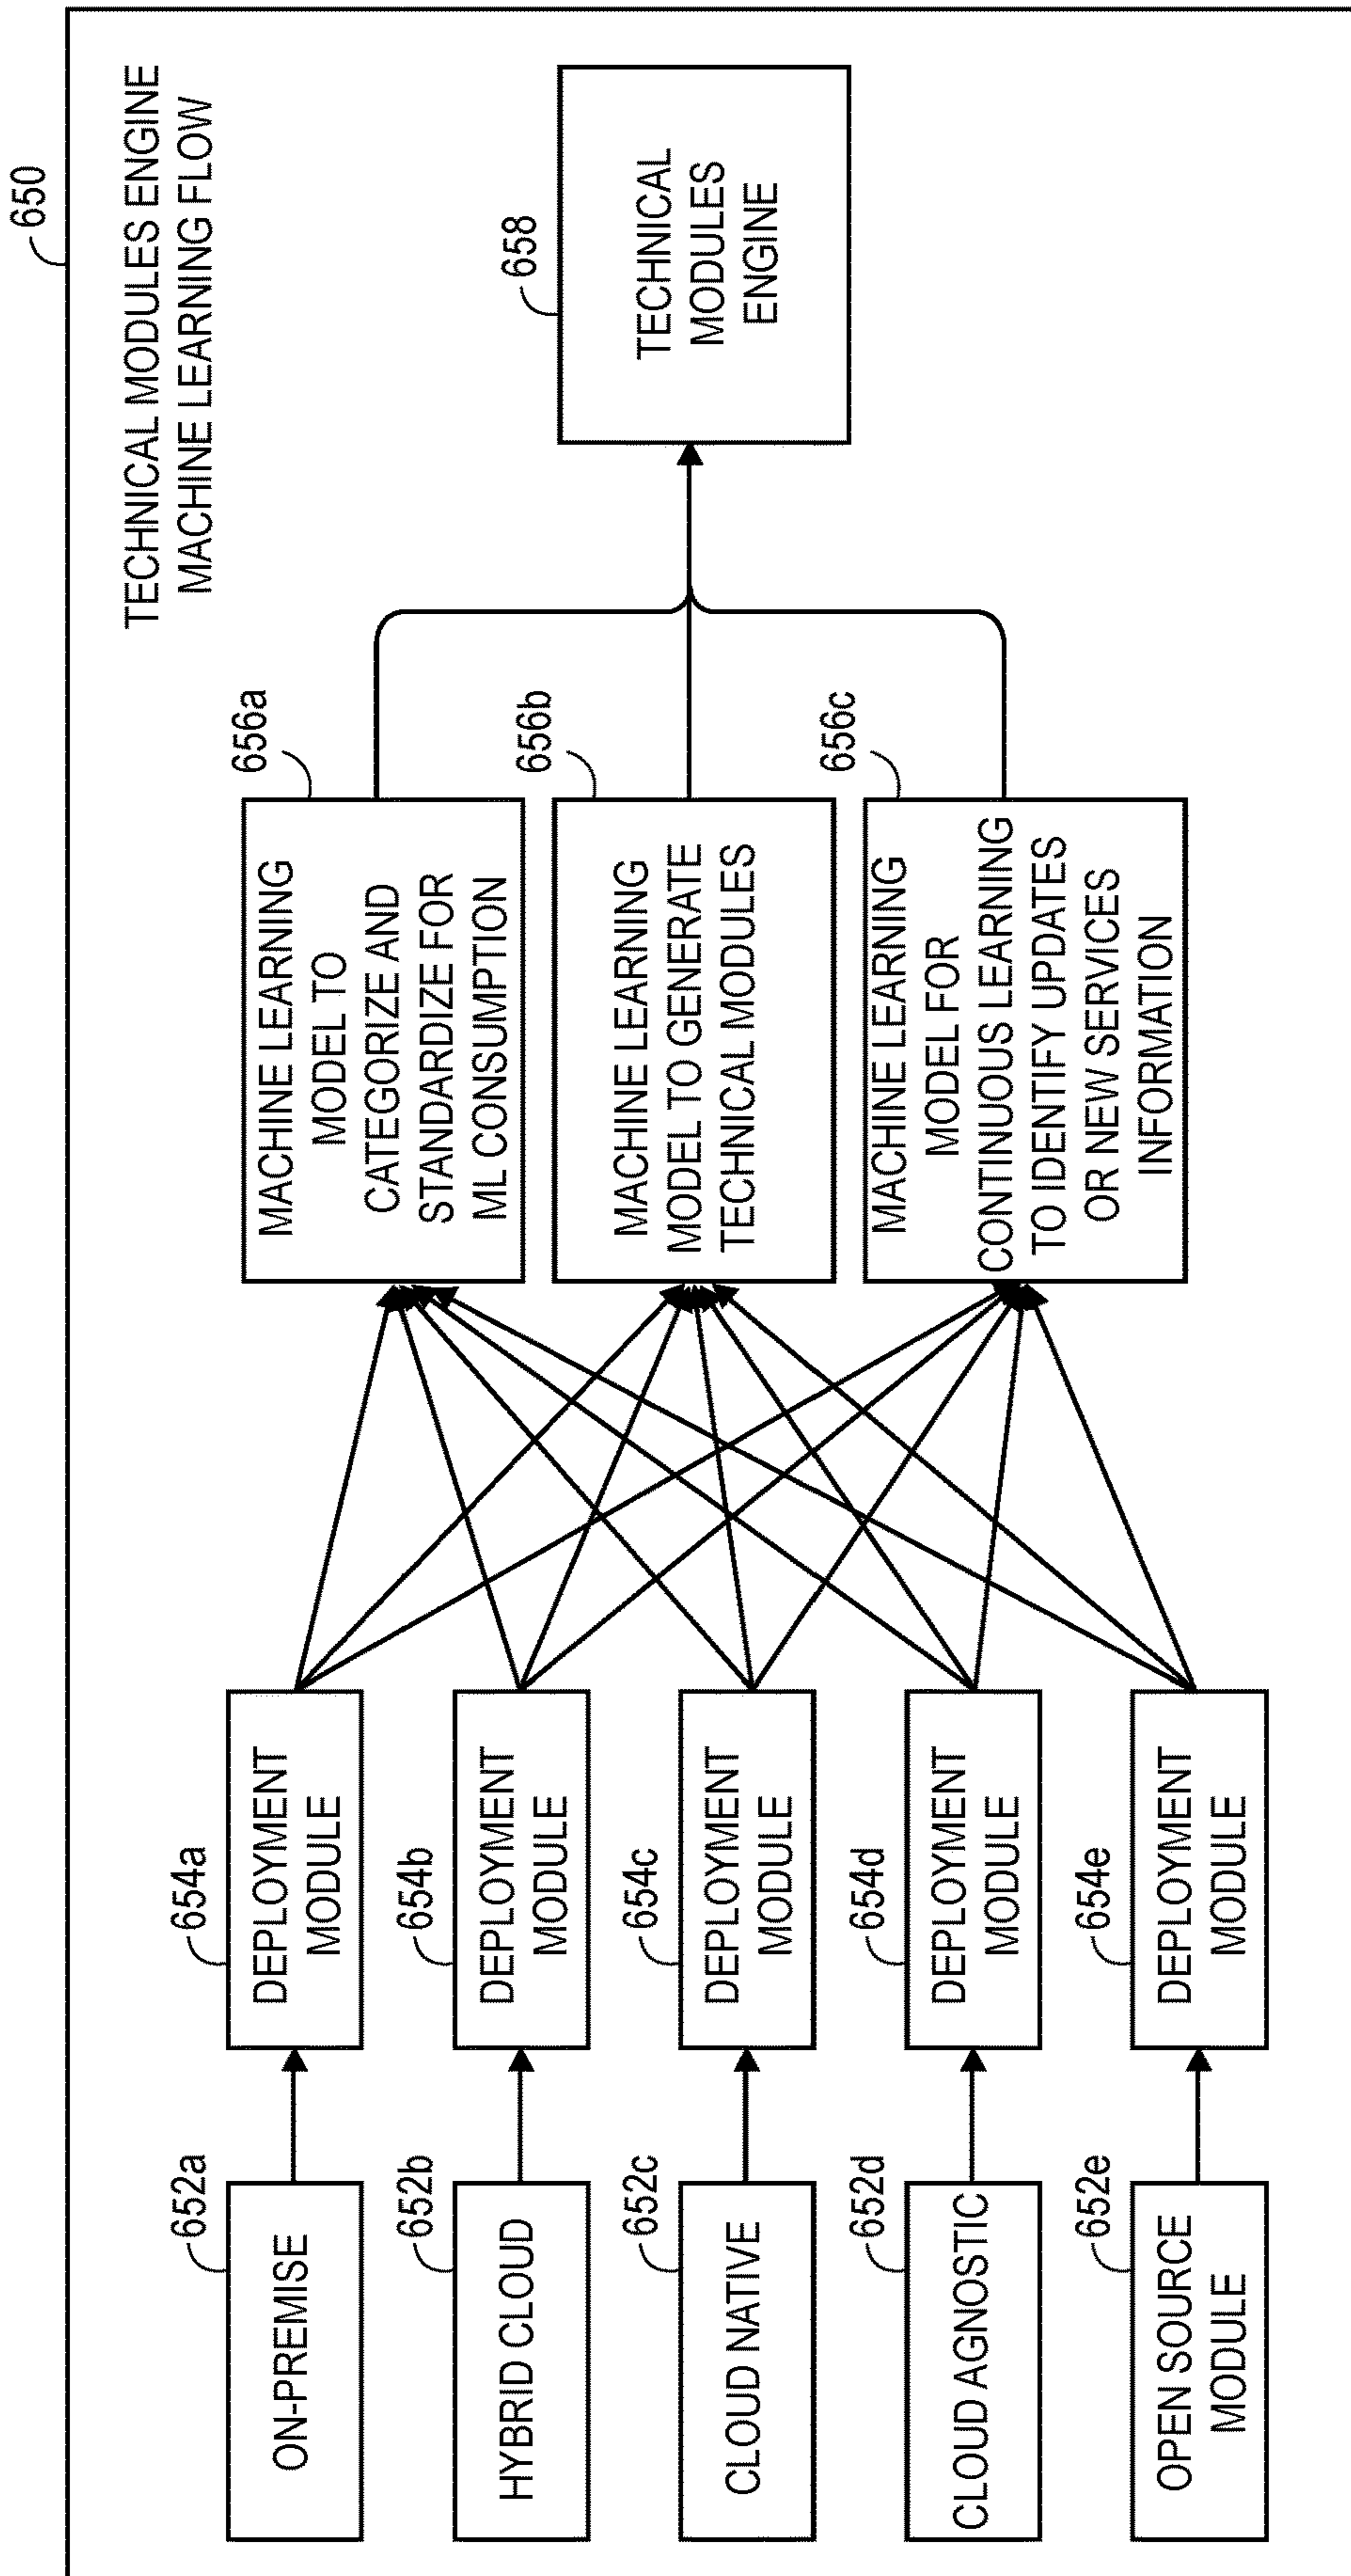 650
TECHNICAL MODULES ENGINE
MACHINE LEARNING FLOW
652a
ON-PREMISE
652b
HYBRID CLOUD
652c
CLOUD NATIVE
652d
CLOUD AGNOSTIC
652e
OPEN SOURCE
MODULE
654a
DEPLOYMENT
MODULE
654b
DEPLOYMENT
MODULE
654c
DEPLOYMENT
MODULE
654d
DEPLOYMENT
MODULE
654e
DEPLOYMENT
MODULE
656a
MACHINE LEARNING
MODEL TO
CATEGORIZE AND
STANDARDIZE FOR
ML CONSUMPTION
656b
MACHINE LEARNING
MODEL TO GENERATE
TECHNICAL MODULES
656c
MACHINE LEARNING
MODEL FOR
CONTINUOUS LEARNING
TO IDENTIFY UPDATES
OR NEW SERVICES
INFORMATION
658
TECHNICAL
MODULES
ENGINE